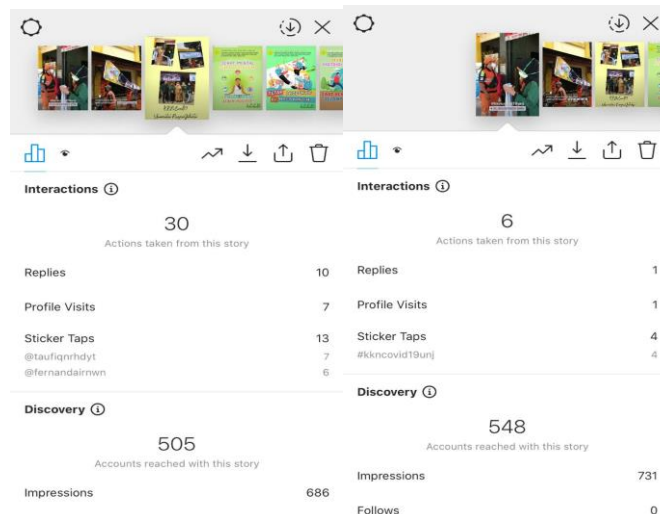 Interactions
30
Actions taken from this story
Replies 10
Profile Visits 7
Sticker Taps 13
@taufiqnrhdyt 7
@fernandairnwn 6
Discovery
505
Accounts reached with this story
Impressions 686
Interactions
6
Actions taken from this story
Replies 1
Profile Visits 1
Sticker Taps 4
#kkncovid19unj 4
Discovery
548
Accounts reached with this story
Impressions 731
Follows 0